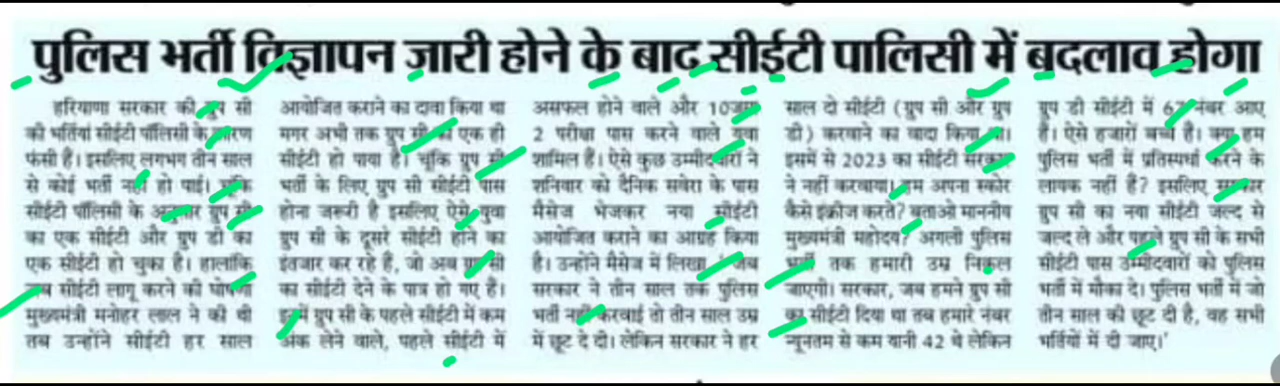 पुलिस भर्ती विज्ञापन जारी होने के बाद सीईटी पालिसी में बदलाव होगा
हरियाणा सरकार की ग्रुप सी
की भर्तियां सीईटी पॉलिसी के कारण
फंसी है। इसलिए लगभग तीन साल
से कोई भर्ती नहीं हो पाई। चूंकि
सीईटी पॉलिसी के अनुसार ग्रुप सी
का एक सीईटी और ग्रुप डी का
एक सीईटी हो चुका है। हालांकि
जब सीईटी लागू करने की घोषणा
मुख्यमंत्री मनोहर लाल ने की थी
तब उन्होंने सीईटी हर साल
आयोजित कराने का दावा किया था
मगर अभी तक ग्रुप सी का एक ही
सीईटी हो पाया है। चूंकि ग्रुप सी
भर्ती के लिए ग्रुप सी सीईटी पास
होना जरूरी है इसलिए ऐसे युवा
ग्रुप सी के दूसरे सीईटी होने का
इंतजार कर रहे हैं, जो अब ग्रुप सी
का सीईटी देने के पात्र हो गए हैं।
इनमें ग्रुप सी के पहले सीईटी में कम
अंक लेने वाले, पहले सीईटी में
असफल होने वाले और 10जमा
2 परीक्षा पास करने वाले युवा
शामिल हैं। ऐसे कुछ उम्मीदवारों ने
शनिवार को दैनिक सवेरा के पास
मैसेज भेजकर नया सीईटी
आयोजित कराने का आग्रह किया
है। उन्होंने मैसेज में लिखा, 'जब
सरकार ने तीन साल तक पुलिस
भर्ती नहीं करवाई तो तीन साल उम्र
में छूट दे दी। लेकिन सरकार ने हर
साल दो सीईटी (ग्रुप सी और ग्रुप
डी) करवाने का वादा किया था।
इसमें से 2023 का सीईटी सरकार
ने नहीं करवाया। हम अपना स्कोर
कैसे इंक्रीज करते? बताओ माननीय
मुख्यमंत्री महोदय? अगली पुलिस
भर्ती तक हमारी उम्र निकल
जाएगी। सरकार, जब हमने ग्रुप सी
का सीईटी दिया था तब हमारे नंबर
न्यूनतम से कम यानी 42 थे लेकिन
ग्रुप डी सीईटी में 67 नंबर आए
हैं। ऐसे हजारों बच्चे हैं। क्या हम
पुलिस भर्ती में प्रतिस्पर्धा करने के
लायक नहीं हैं? इसलिए सरकार
ग्रुप सी का नया सीईटी जल्द से
जल्द ले और पहले ग्रुप सी के सभी
सीईटी पास उम्मीदवारों को पुलिस
भर्ती में मौका दे। पुलिस भर्ती में जो
तीन साल की छूट दी है, वह सभी
भर्तियों में दी जाए।'